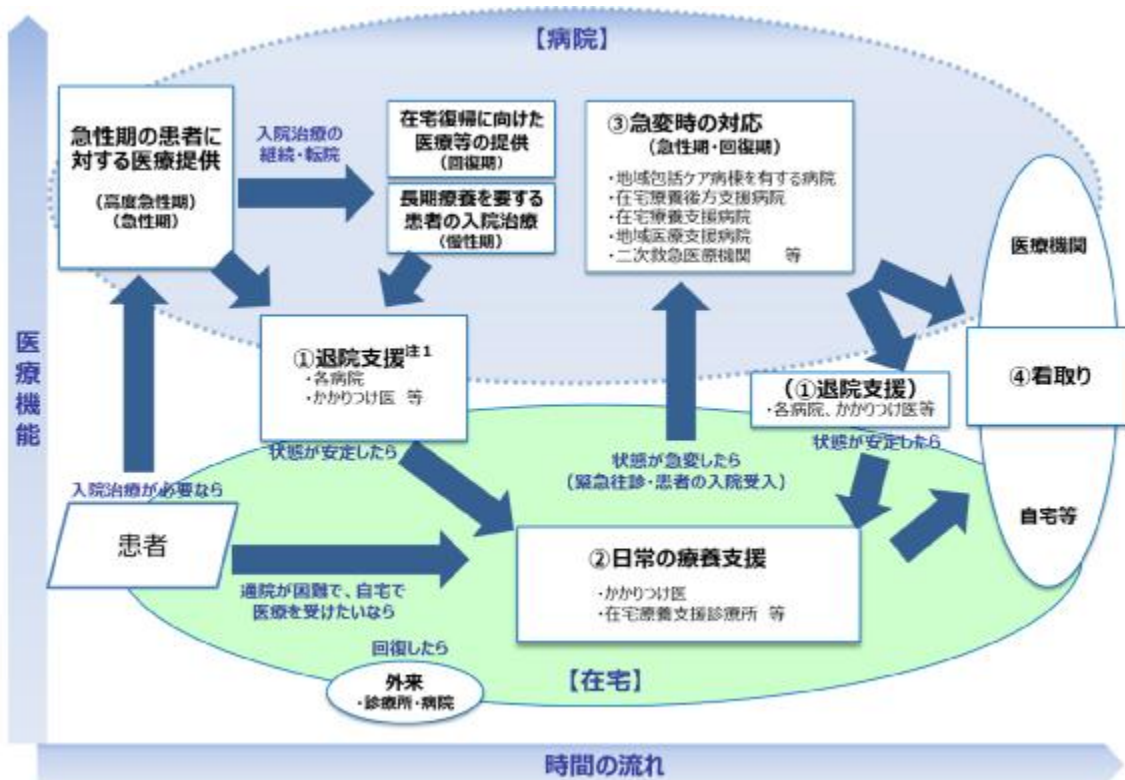 【病院】
急性期の患者に
対する医療提供
（高度急性期）
（急性期）
入院治療の
継続・転院
在宅復帰に向けた
医療等の提供
（回復期）
長期療養を要する
患者の入院治療
（慢性期）
③急変時の対応
（急性期・回復期）
・地域包括ケア病棟を有する病院
・在宅療養後方支援病院
・在宅療養支援病院
・地域医療支援病院
・二次救急医療機関　等
医療機関
④看取り
自宅等
①退院支援注１
・各病院
・かかりつけ医　等
（①退院支援）
・各病院、かかりつけ医等
状態が安定したら
状態が急変したら
（緊急往診・患者の入院受入）
状態が安定したら
入院治療が必要なら
患者
通院が困難で、自宅で
医療を受けたいなら
②日常の療養支援
・かかりつけ医
・在宅療養支援診療所　等
回復したら
外来
・診療所・病院
【在宅】
医療機能
時間の流れ